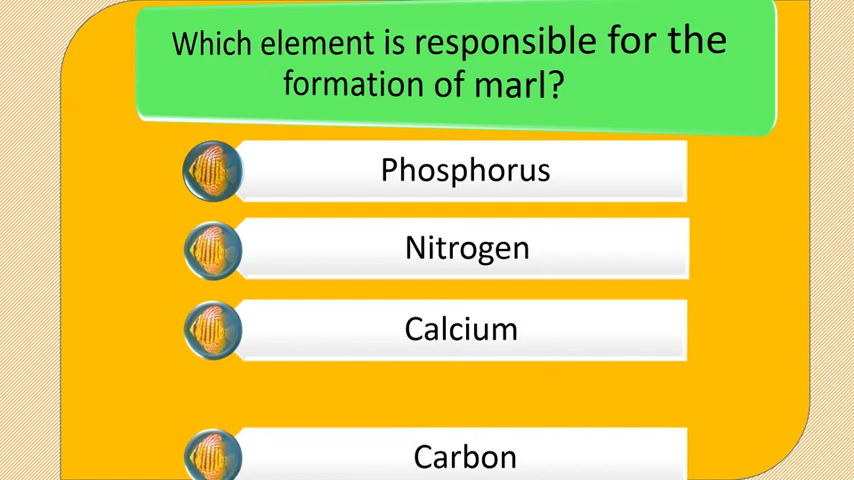 Which element is responsible for the
formation of marl?
Phosphorus
Nitrogen
Calcium
Carbon